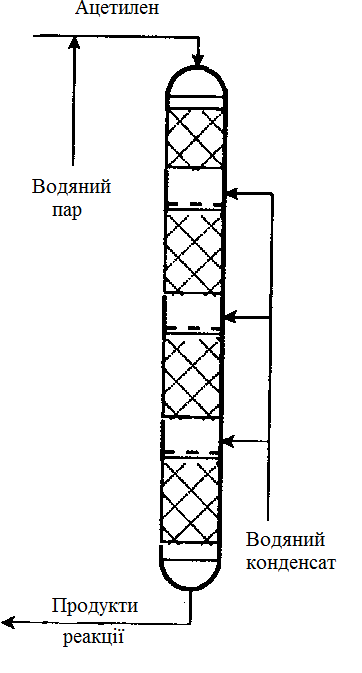 Ацетилен
Водяний
пар
Водяний
конденсат
Продукти
реакції